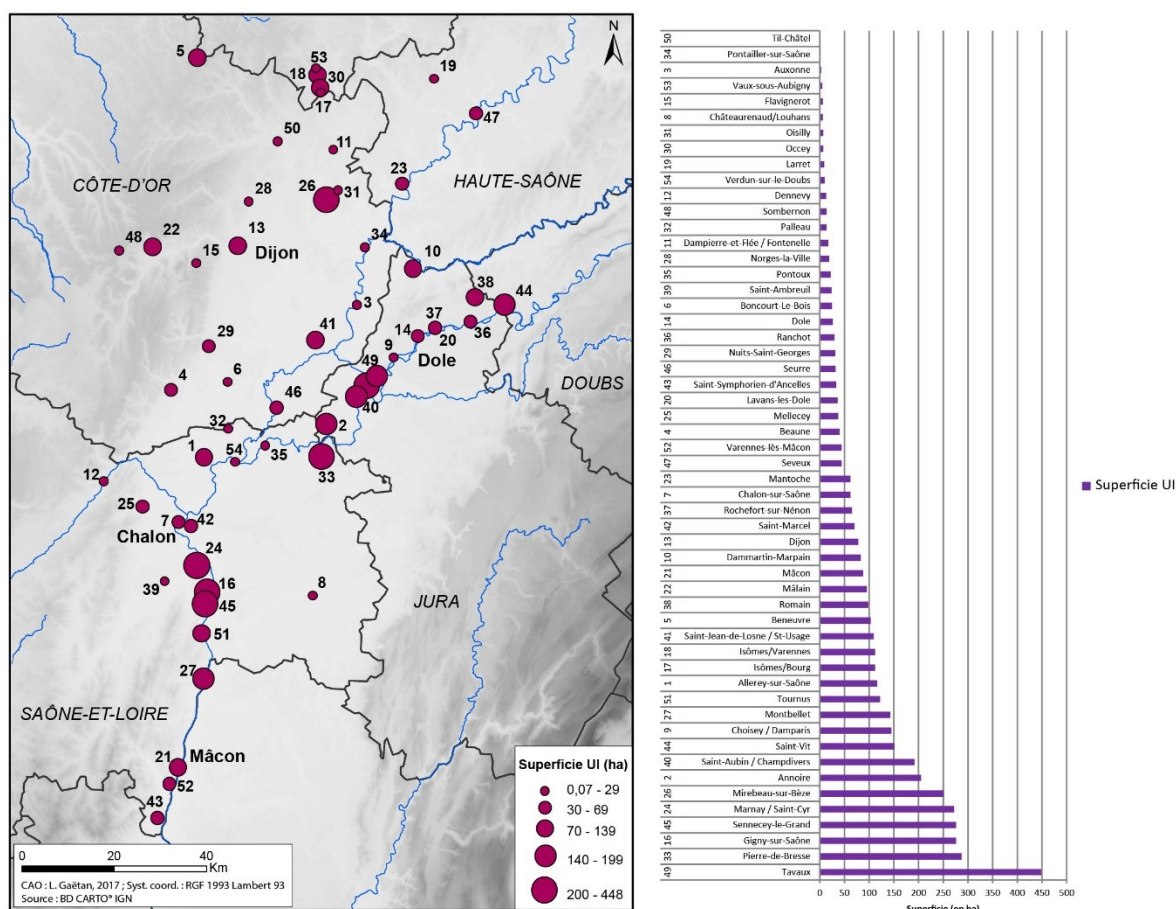 N
5
53
18
30
17
19
47
50
11
CÔTE-D'OR
23
HAUTE-SAÔNE
28
26
31
48
22
13
Dijon
15
34
10
38
44
3
37
36
41
14
20
29
9
Dole
49
DOUBS
4
6
40
46
32
2
1
54
35
33
12
25
7
42
Chalon
24
39
16
8
45
JURA
51
27
SAÔNE-ET-LOIRE
21
Mâcon
52
43
Superficie UI (ha)
0,07 - 29
30 - 69
70 - 139
140 - 199
200 - 448
0 20 40
Km
CAO : L. Gaëtan, 2017 ; Syst. coord. : RGF 1993 Lambert 93
Source : BD CARTO® IGN
50 Til-Châtel
34 Pontailler-sur-Saône
3 Auxonne
53 Vaux-sous-Aubigny
15 Flavignerot
8 Châteaurenaud/Louhans
31 Oisilly
30 Occey
19 Larret
54 Verdun-sur-le-Doubs
12 Dennevy
48 Sombernon
32 Palleau
11 Dampierre-et-Flée / Fontenelle
28 Norges-la-Ville
35 Pontoux
39 Saint-Ambreuil
6 Boncourt-Le-Bois
14 Dole
36 Ranchot
29 Nuits-Saint-Georges
46 Seurre
43 Saint-Symphorien-d'Ancelles
20 Lavans-les-Dole
25 Mellecey
4 Beaune
52 Varennes-lès-Mâcon
47 Seveux
23 Mantoche
7 Chalon-sur-Saône
37 Rochefort-sur-Nénon
42 Saint-Marcel
13 Dijon
10 Dammartin-Marpain
21 Mâcon
22 Mâlain
38 Romain
5 Beneuvre
41 Saint-Jean-de-Losne / St-Usage
18 Isômes/Varennes
17 Isômes/Bourg
1 Allerey-sur-Saône
51 Tournus
27 Montbellet
9 Choisey / Damparis
44 Saint-Vit
40 Saint-Aubin / Champdivers
2 Annoire
26 Mirebeau-sur-Bèze
24 Marnay / Saint-Cyr
45 Sennecey-le-Grand
16 Gigny-sur-Saône
33 Pierre-de-Bresse
49 Tavaux
0 50 100 150 200 250 300 350 400 450 500
Superficie (en ha)
Superficie UI